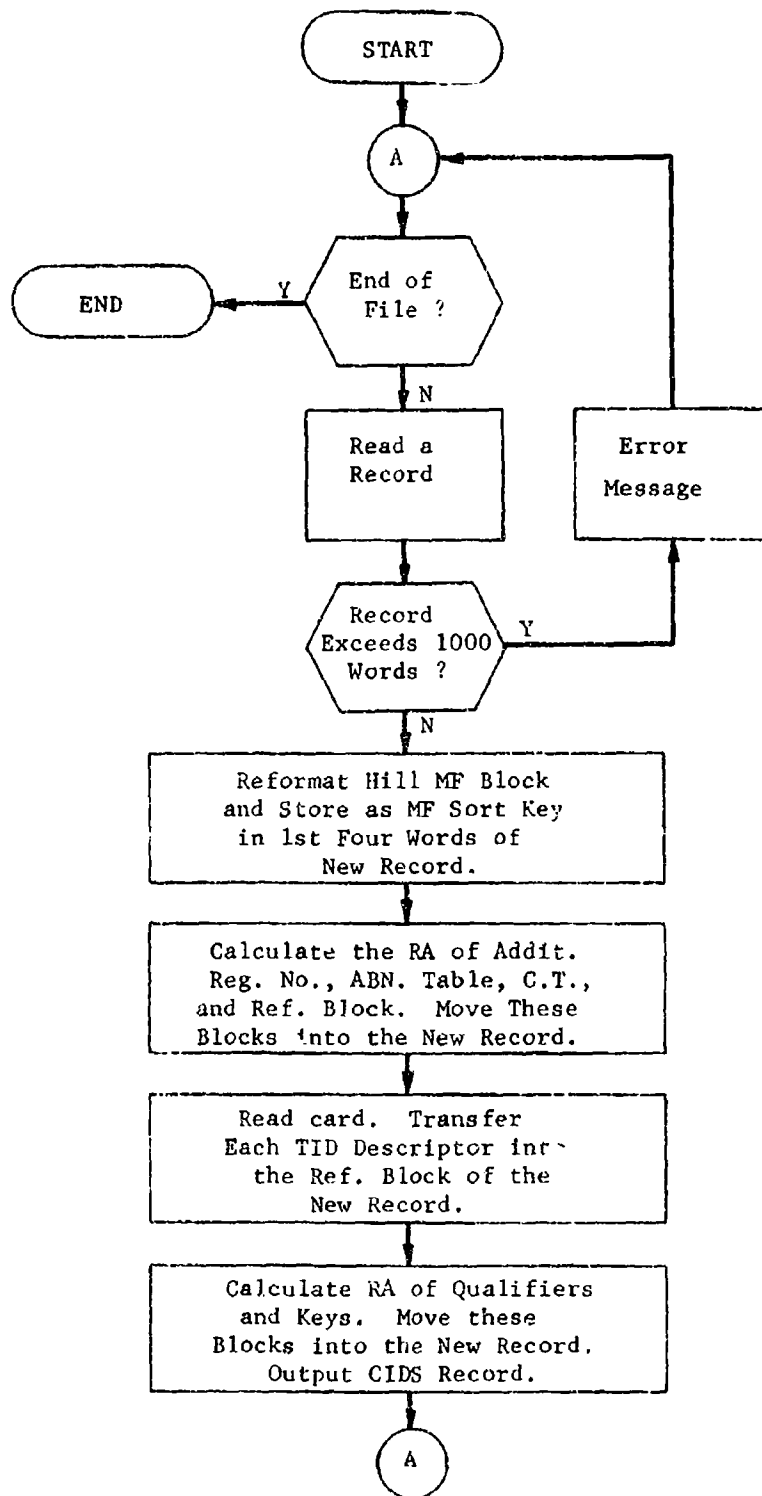 START
A
End of
File ?
Y
END
N
Read a
Record
Error
Message
Record
Exceeds 1000
Words ?
Y
N
Reformat Hill MF Block
and Store as MF Sort Key
in 1st Four Words of
New Record.
Calculate the RA of Addit.
Reg. No., ABN. Table, C.T.,
and Ref. Block. Move These
Blocks into the New Record.
Read card. Transfer
Each TID Descriptor
the Ref. Block of the
New Record.
Calculate RA of Qualifiers
and Keys. Move these
Blocks into the New Record.
Output CIDS Record.
A